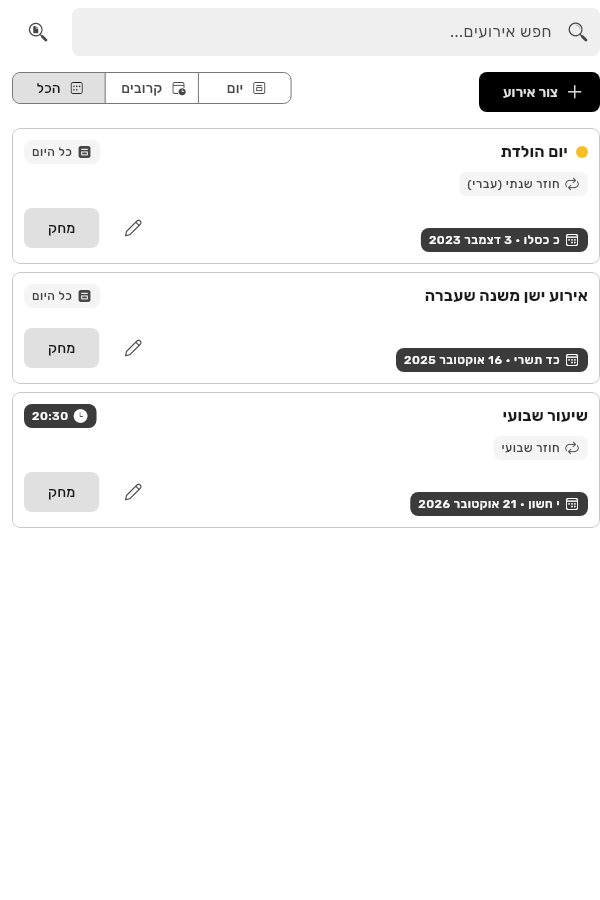 חפש אירועים...
צור אירוע
יום
קרובים
הכל
יום הולדת
כל היום
חוזר שנתי (עברי)
כ כסלו • 3 דצמבר 2023
מחק
אירוע ישן משנה שעברה
כל היום
כד תשרי • 16 אוקטובר 2025
מחק
שיעור שבועי
20:30
חוזר שבועי
י חשון • 21 אוקטובר 2026
מחק